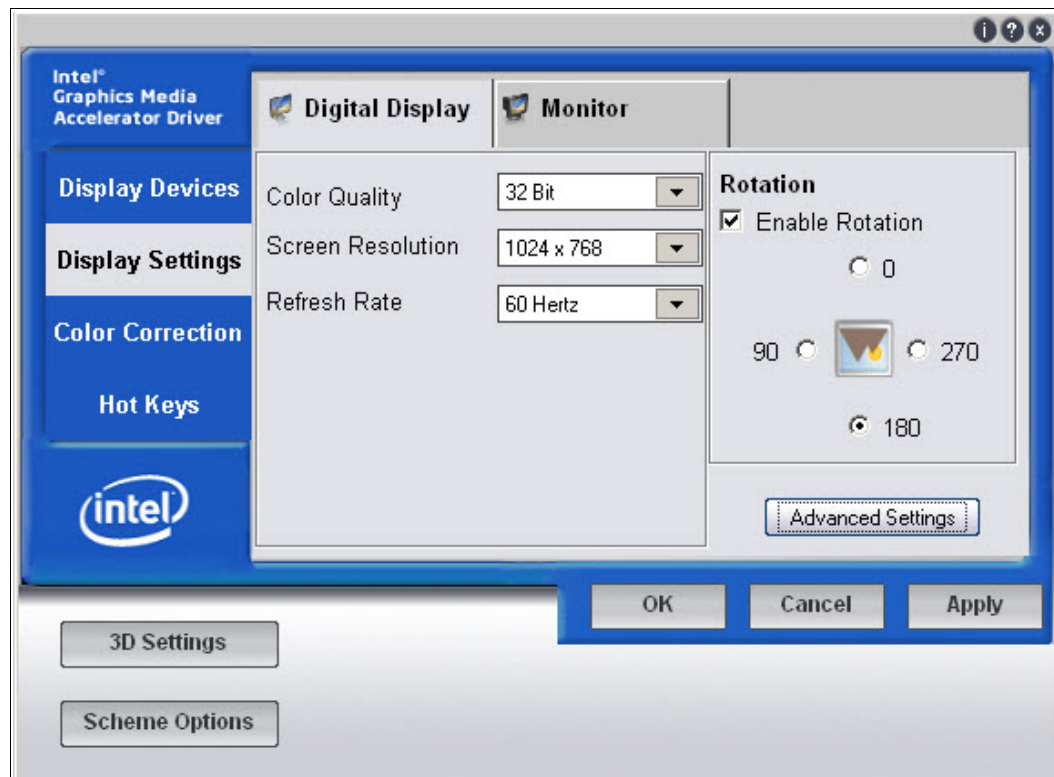 Intel®
Graphics Media
Accelerator Driver
Digital Display
Monitor
Display Devices
Display Settings
Color Correction
Hot Keys
intel
Color Quality
32 Bit
Screen Resolution
1024 x 768
Refresh Rate
60 Hertz
Rotation
Enable Rotation
0
90
270
180
Advanced Settings
OK
Cancel
Apply
3D Settings
Scheme Options